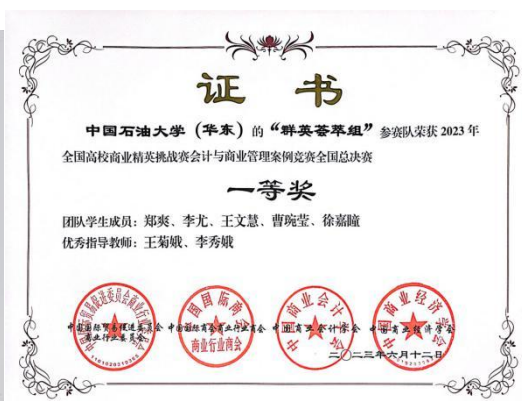 证 书
中国石油大学(华东)的“群英荟萃组”参赛队荣获 2023 年
全国高校商业精英挑战赛会计与商业管理案例竞赛全国总决赛
一等奖
团队学生成员:郑爽、李尤、王文慧、曹琬莹、徐嘉瞳
优秀指导教师:王菊娥、李秀娥
中国国际贸易促进委员会 中国国际商会商业行业商会 中国商业会计学会 中国商业经济学会
商业行业委员会
商业行业商会
二〇二三年六月十二日